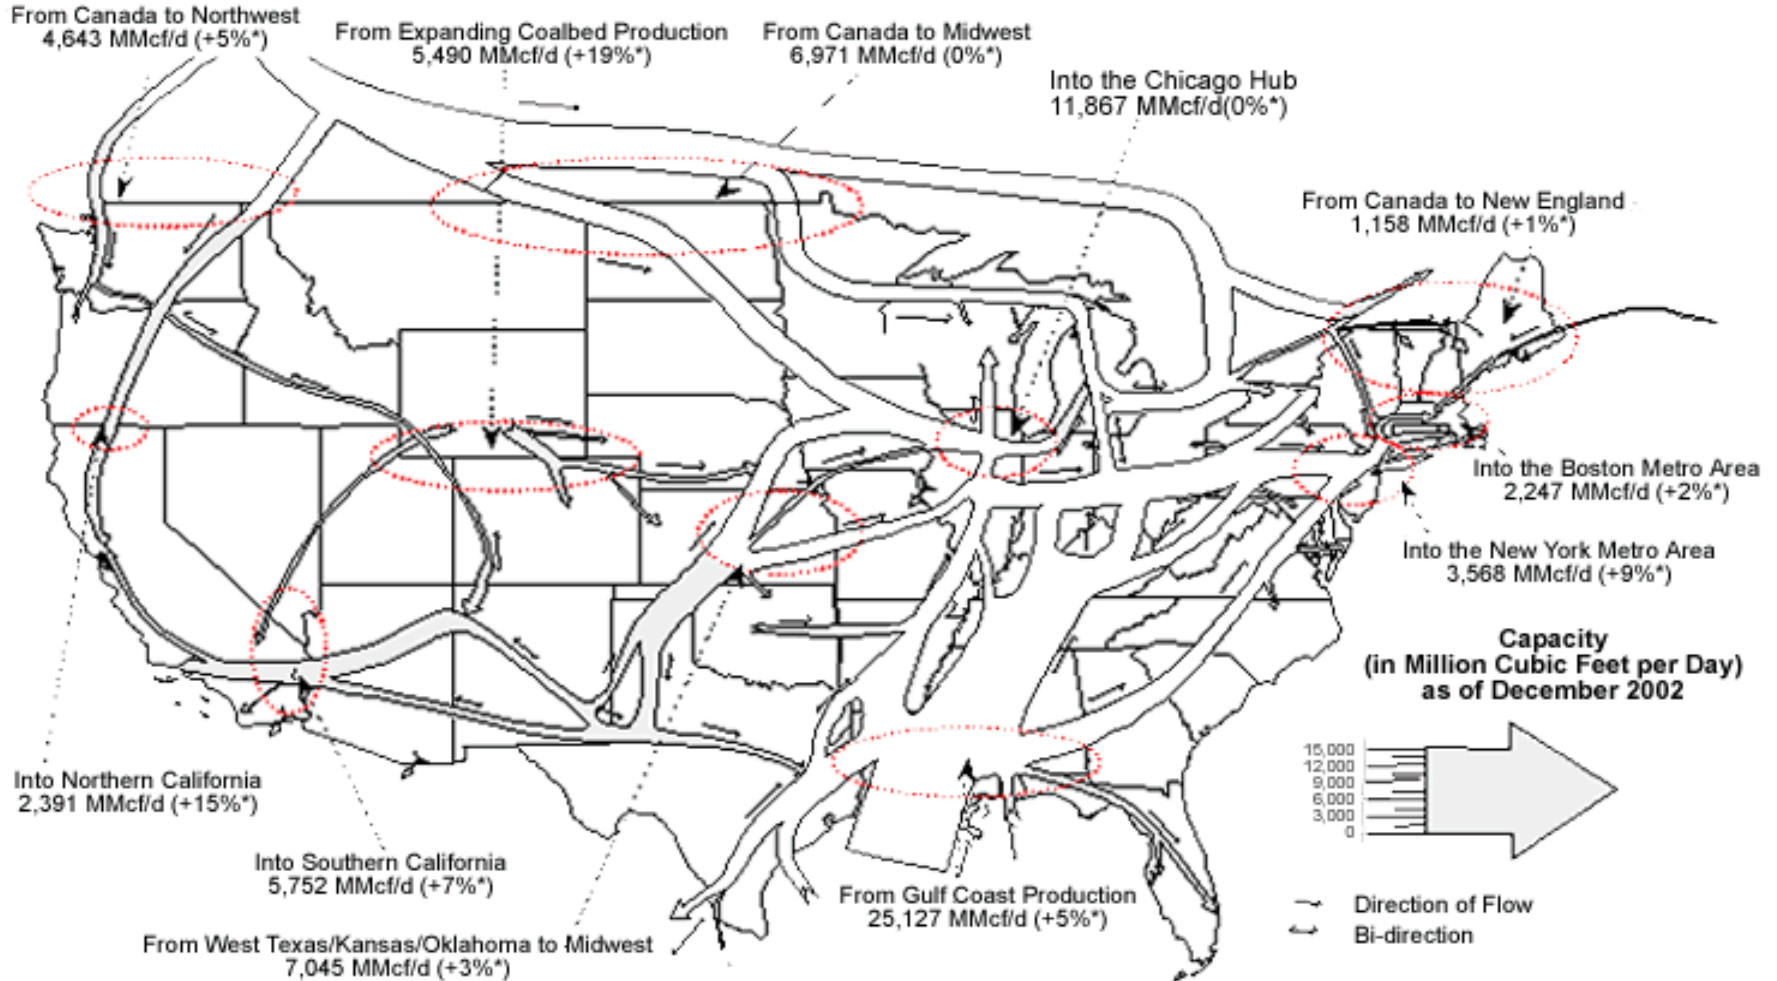 From Canada to Northwest
4,643 MMcf/d (+5%*)
From Expanding Coalbed Production
5,490 MMcf/d (+19%*)
From Canada to Midwest
6,971 MMcf/d (0%*)
Into the Chicago Hub
11,867 MMcf/d(0%*)
From Canada to New England
1,158 MMcf/d (+1%*)
Into the Boston Metro Area
2,247 MMcf/d (+2%*)
Into the New York Metro Area
3,568 MMcf/d (+9%*)
Capacity
(in Million Cubic Feet per Day)
as of December 2002
15,000
12,000
9,000
6,000
3,000
0
Direction of Flow
Bi-direction
Into Northern California
2,391 MMcf/d (+15%*)
Into Southern California
5,752 MMcf/d (+7%*)
From West Texas/Kansas/Oklahoma to Midwest
7,045 MMcf/d (+3%*)
From Gulf Coast Production
25,127 MMcf/d (+5%*)